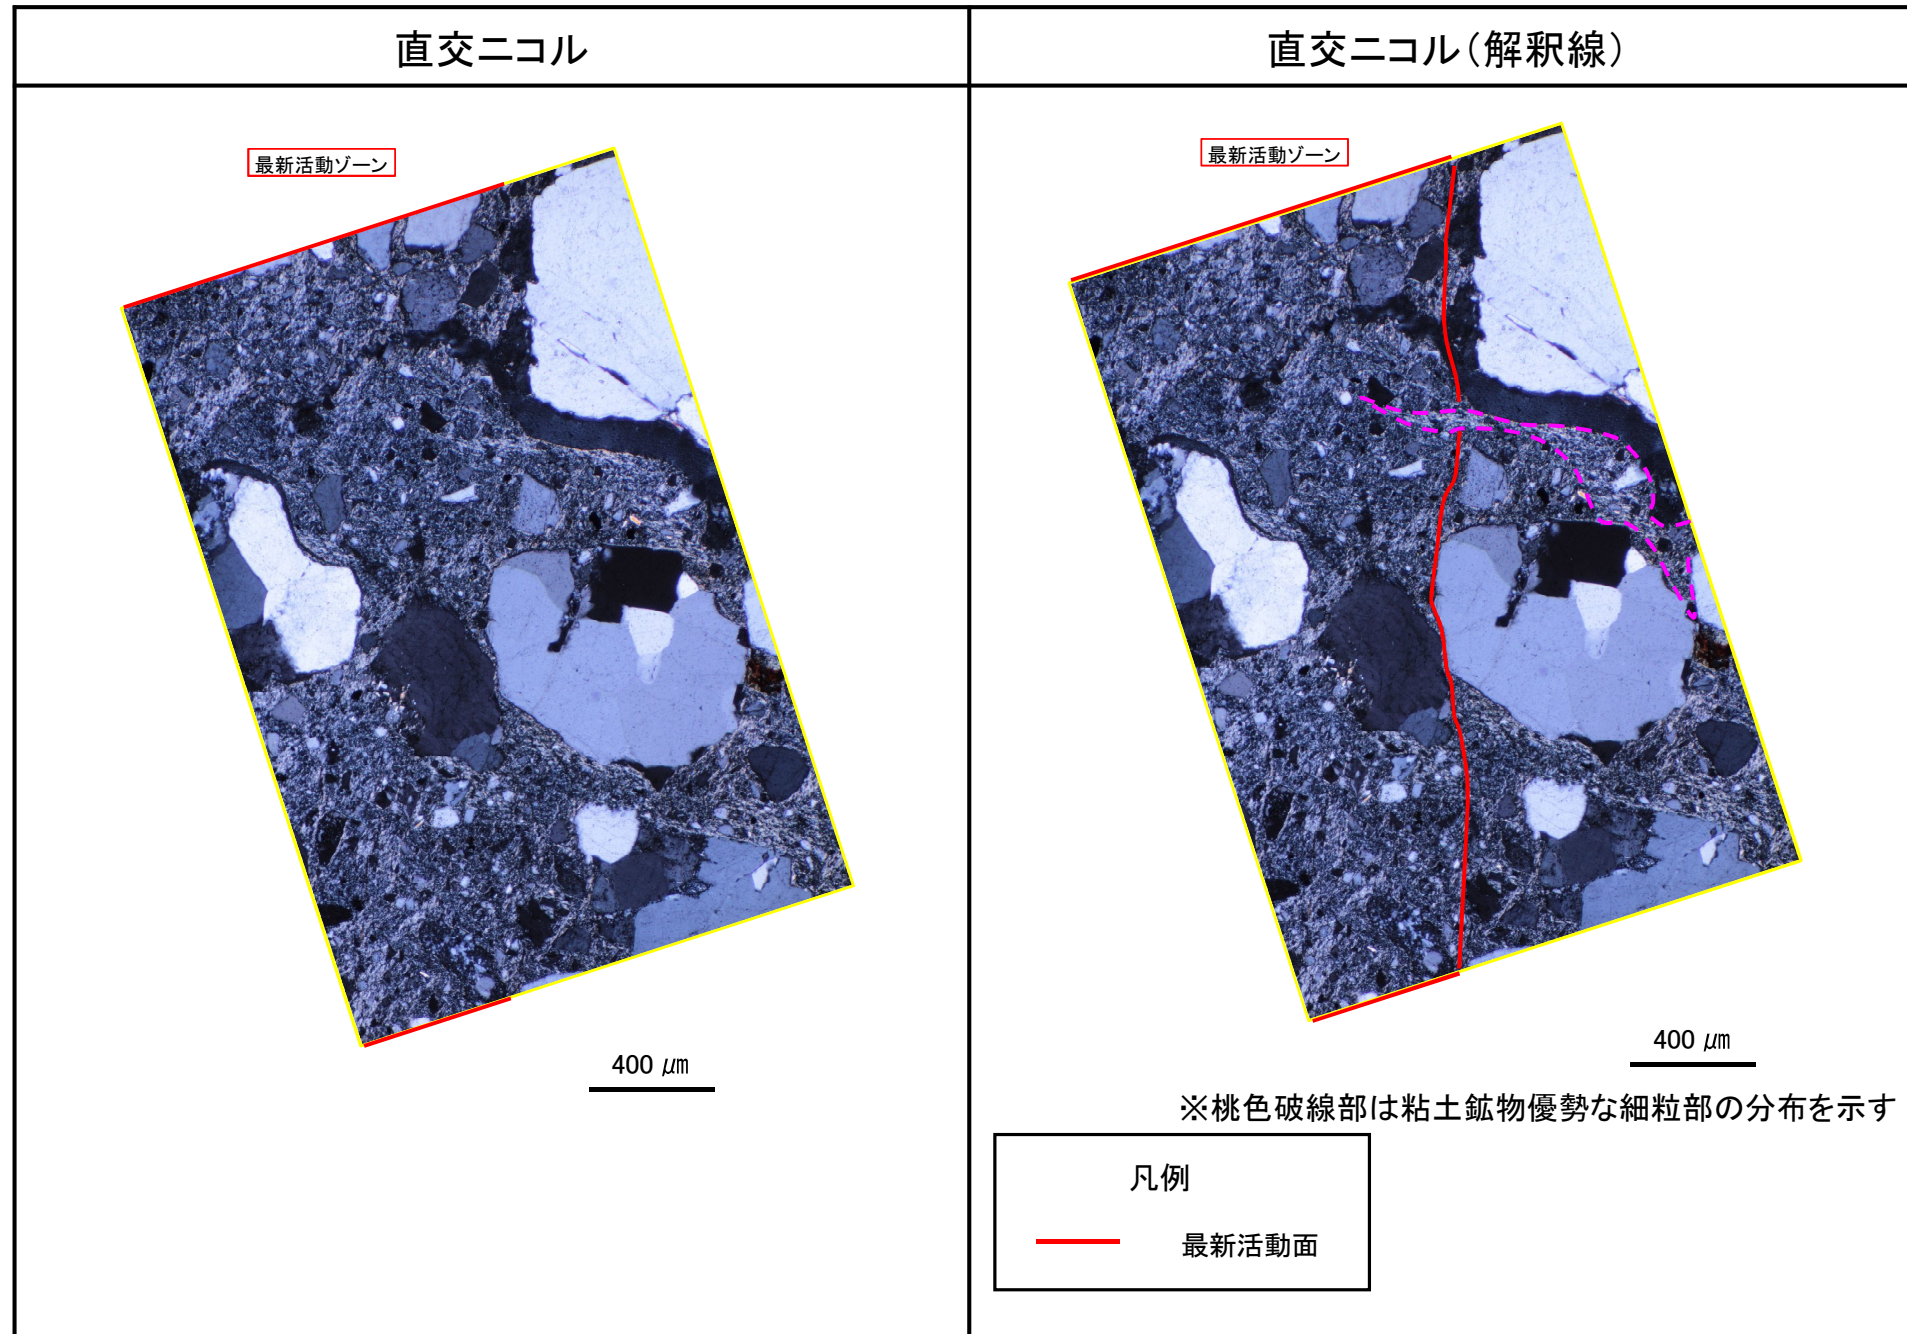 直交ニコル
直交ニコル(解釈線)
最新活動ゾーン
最新活動ゾーン
400 μm
400 μm
※桃色破線部は粘土鉱物優勢な細粒部の分布を示す
凡例
最新活動面